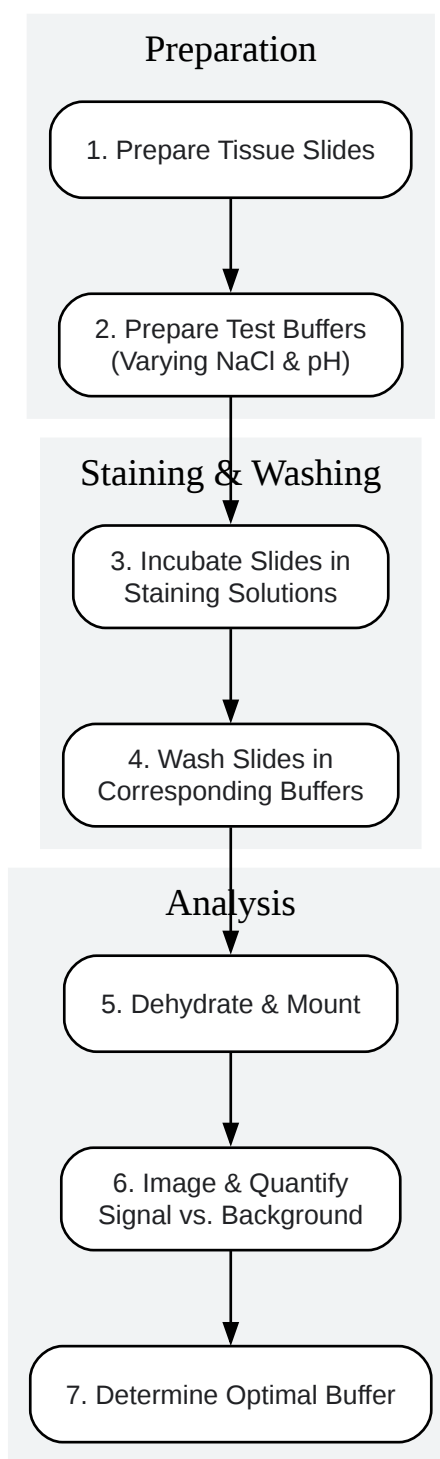 Preparation
1. Prepare Tissue Slides
2. Prepare Test Buffers
(Varying NaCl & pH)
Staining & Washing
3. Incubate Slides in
Staining Solutions
4. Wash Slides in
Corresponding Buffers
Analysis
5. Dehydrate & Mount
6. Image & Quantify
Signal vs. Background
7. Determine Optimal Buffer